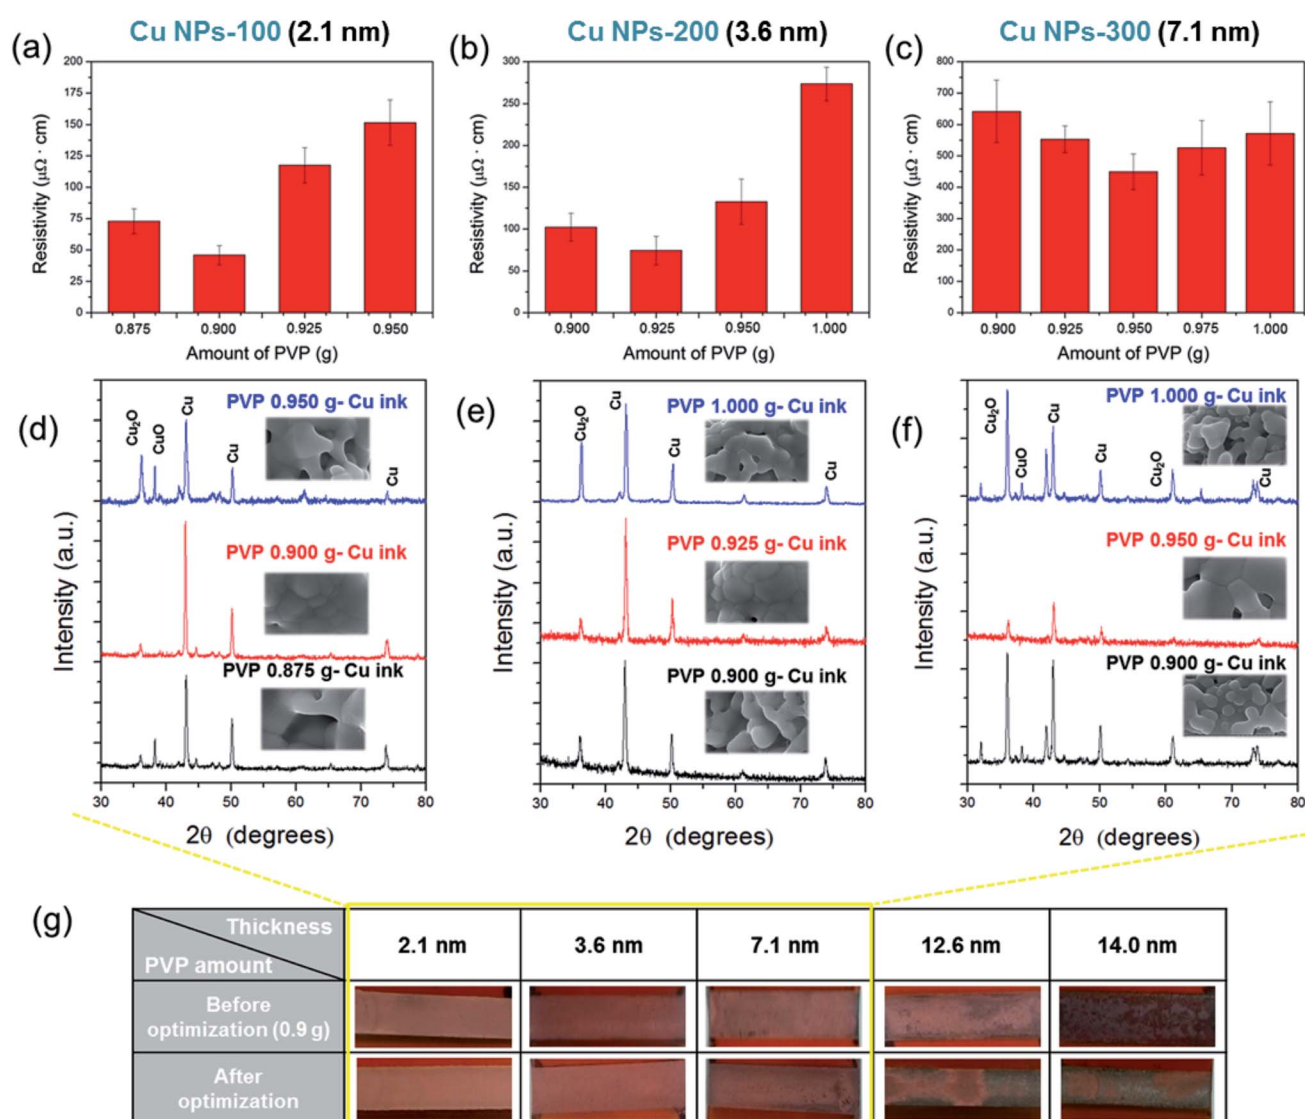 Cu NPs-100 (2.1 nm)
Cu NPs-200 (3.6 nm)
Cu NPs-300 (7.1 nm)
(a)
200
175
150
125
100
75
50
25
0
Resistivity (μΩ · cm)
0.875 0.900 0.925 0.950
Amount of PVP (g)
(b)
300
250
200
150
100
50
0
Resistivity (μΩ · cm)
0.900 0.925 0.950 1.000
Amount of PVP (g)
(c)
800
700
600
500
400
300
200
100
0
Resistivity (μΩ · cm)
0.900 0.925 0.950 0.975 1.000
Amount of PVP (g)
(d)
Intensity (a.u.)
PVP 0.950 g- Cu ink
Cu₂O
CuO
Cu
Cu
Cu
PVP 0.900 g- Cu ink
PVP 0.875 g- Cu ink
30 40 50 60 70 80
2θ (degrees)
(e)
Intensity (a.u.)
PVP 1.000 g- Cu ink
Cu₂O
Cu
Cu
Cu
PVP 0.925 g- Cu ink
PVP 0.900 g- Cu ink
30 40 50 60 70 80
2θ (degrees)
(f)
Intensity (a.u.)
PVP 1.000 g- Cu ink
Cu₂O
CuO
Cu
Cu
Cu₂O
Cu
PVP 0.950 g- Cu ink
PVP 0.900 g- Cu ink
30 40 50 60 70 80
2θ (degrees)
(g)
Thickness
PVP amount
2.1 nm 3.6 nm 7.1 nm 12.6 nm 14.0 nm
Before
optimization (0.9 g)
After
optimization